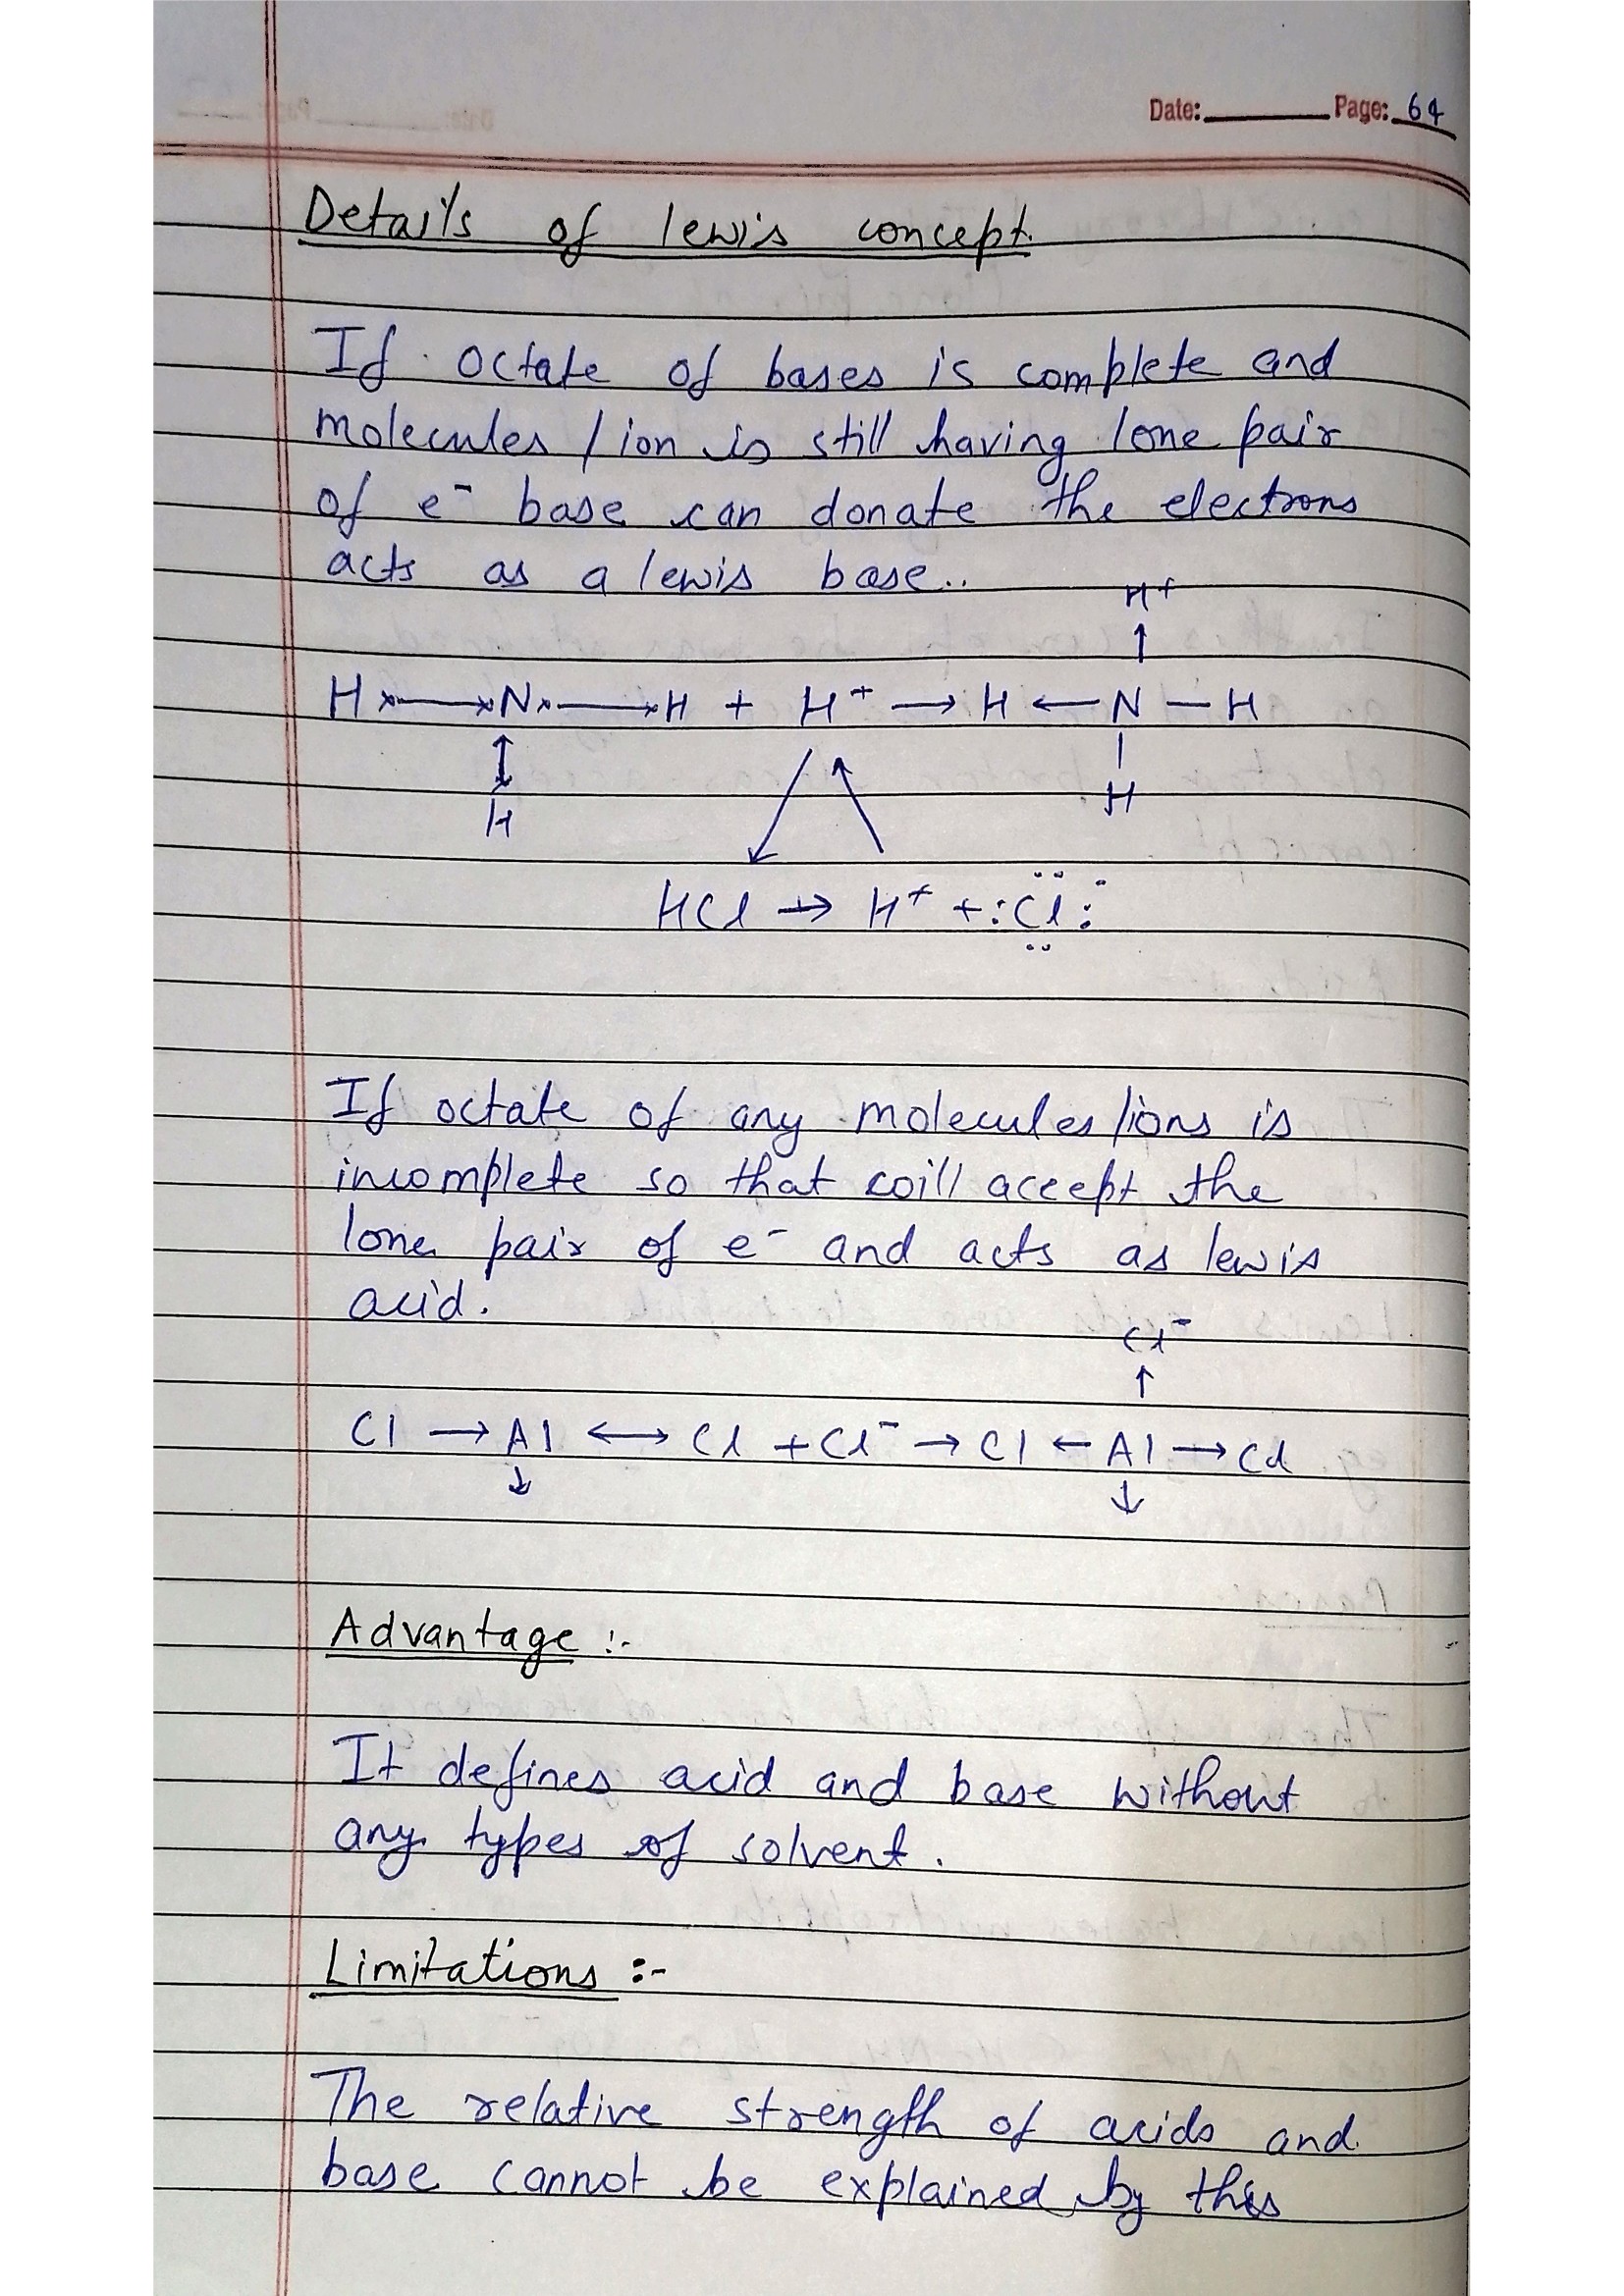 Date: Page: 64
Details of lewis concept.
If octate of bases is complete and
molecules / ion is still having lone pair
of e⁻ base can donate the electrons
acts as a lewis base..
H⁺
↑
H ×—×N×—×H + H⁺ → H ← N — H
↕ |
H H
HCl → H⁺ + :Cl:⁻
If octate of any molecules/ions is
incomplete so that coill accept the
lone pair of e⁻ and acts as lewis
acid.
Cl⁻
↑
Cl → Al ↔ Cl + Cl⁻ → Cl ← Al → Cl
↓ ↓
Advantage :-
It defines acid and base without
any types of solvent.
Limitations :-
The relative strength of acids and
base cannot be explained by this